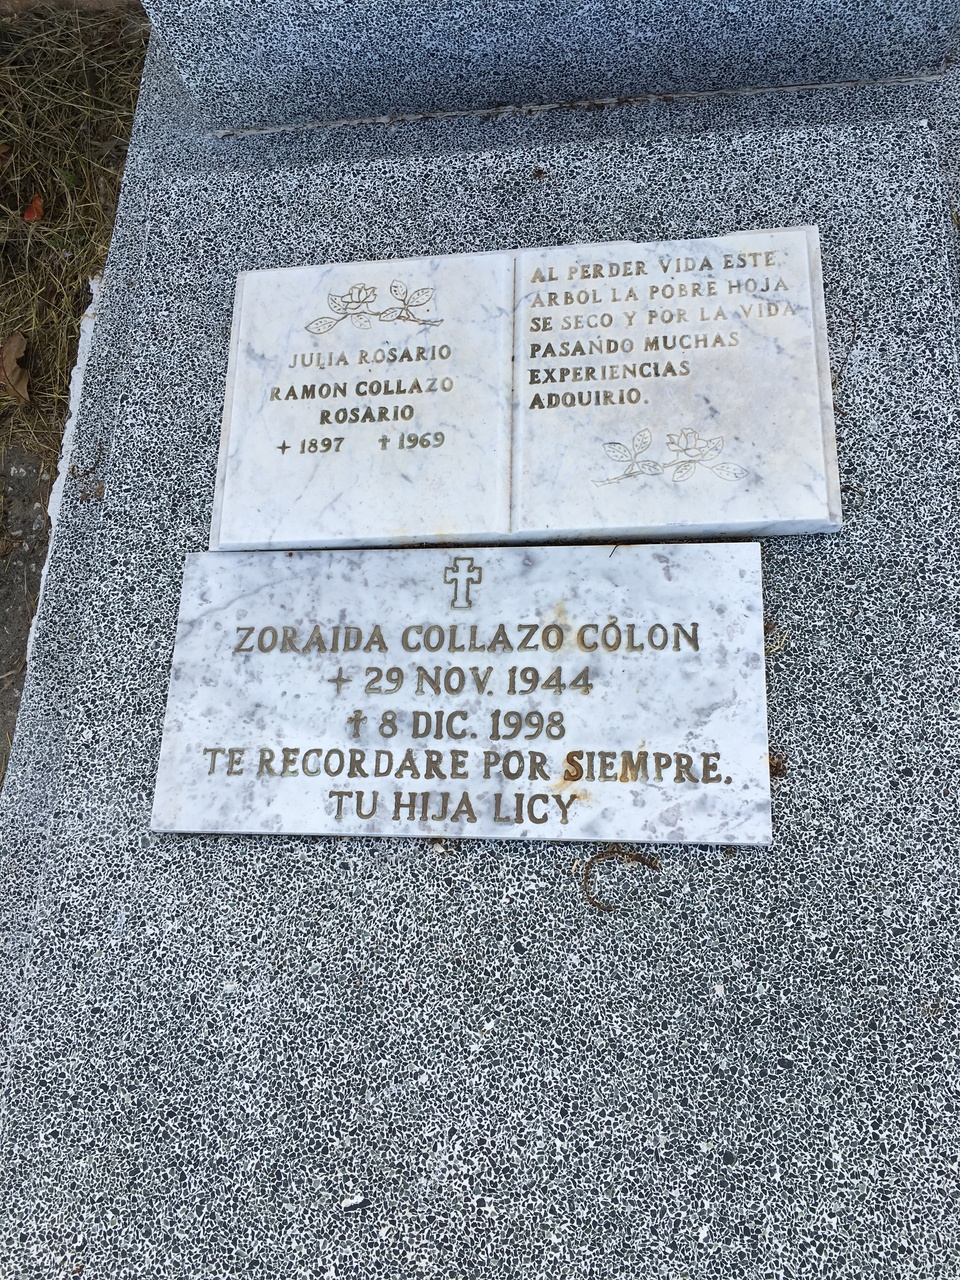 JULIA ROSARIO
RAMON COLLAZO
ROSARIO
+ 1897 ✝ 1969
AL PERDER VIDA ESTE
ARBOL LA POBRE HOJA
SE SECO Y POR LA VIDA
PASANDO MUCHAS
EXPERIENCIAS
ADQUIRIO.
ZORAIDA COLLAZO COLON
+ 29 NOV. 1944
✝ 8 DIC. 1998
TE RECORDARE POR SIEMPRE.
TU HIJA LICY